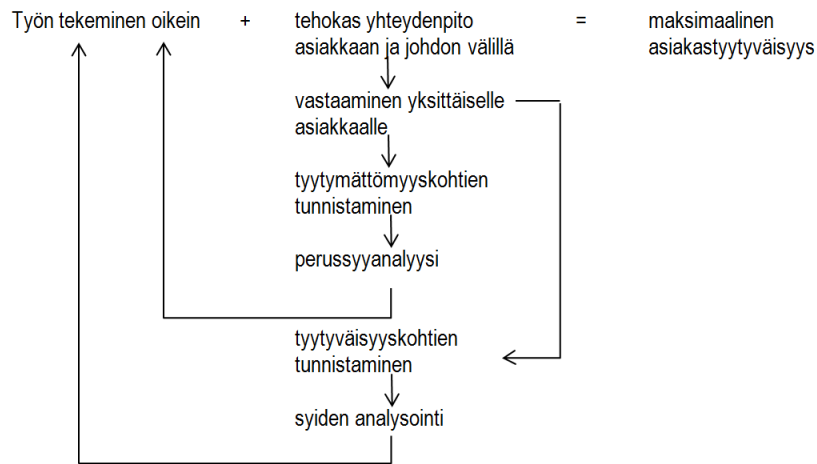 Työn tekeminen oikein + tehokas yhteydenpito = maksimaalinen
asiakkaan ja johdon välillä asiakastyytyväisyys
vastaaminen yksittäiselle
asiakkaalle
tyytymättömyyskohtien
tunnistaminen
perussyyanalyysi
tyytyväisyyskohtien
tunnistaminen
syiden analysointi